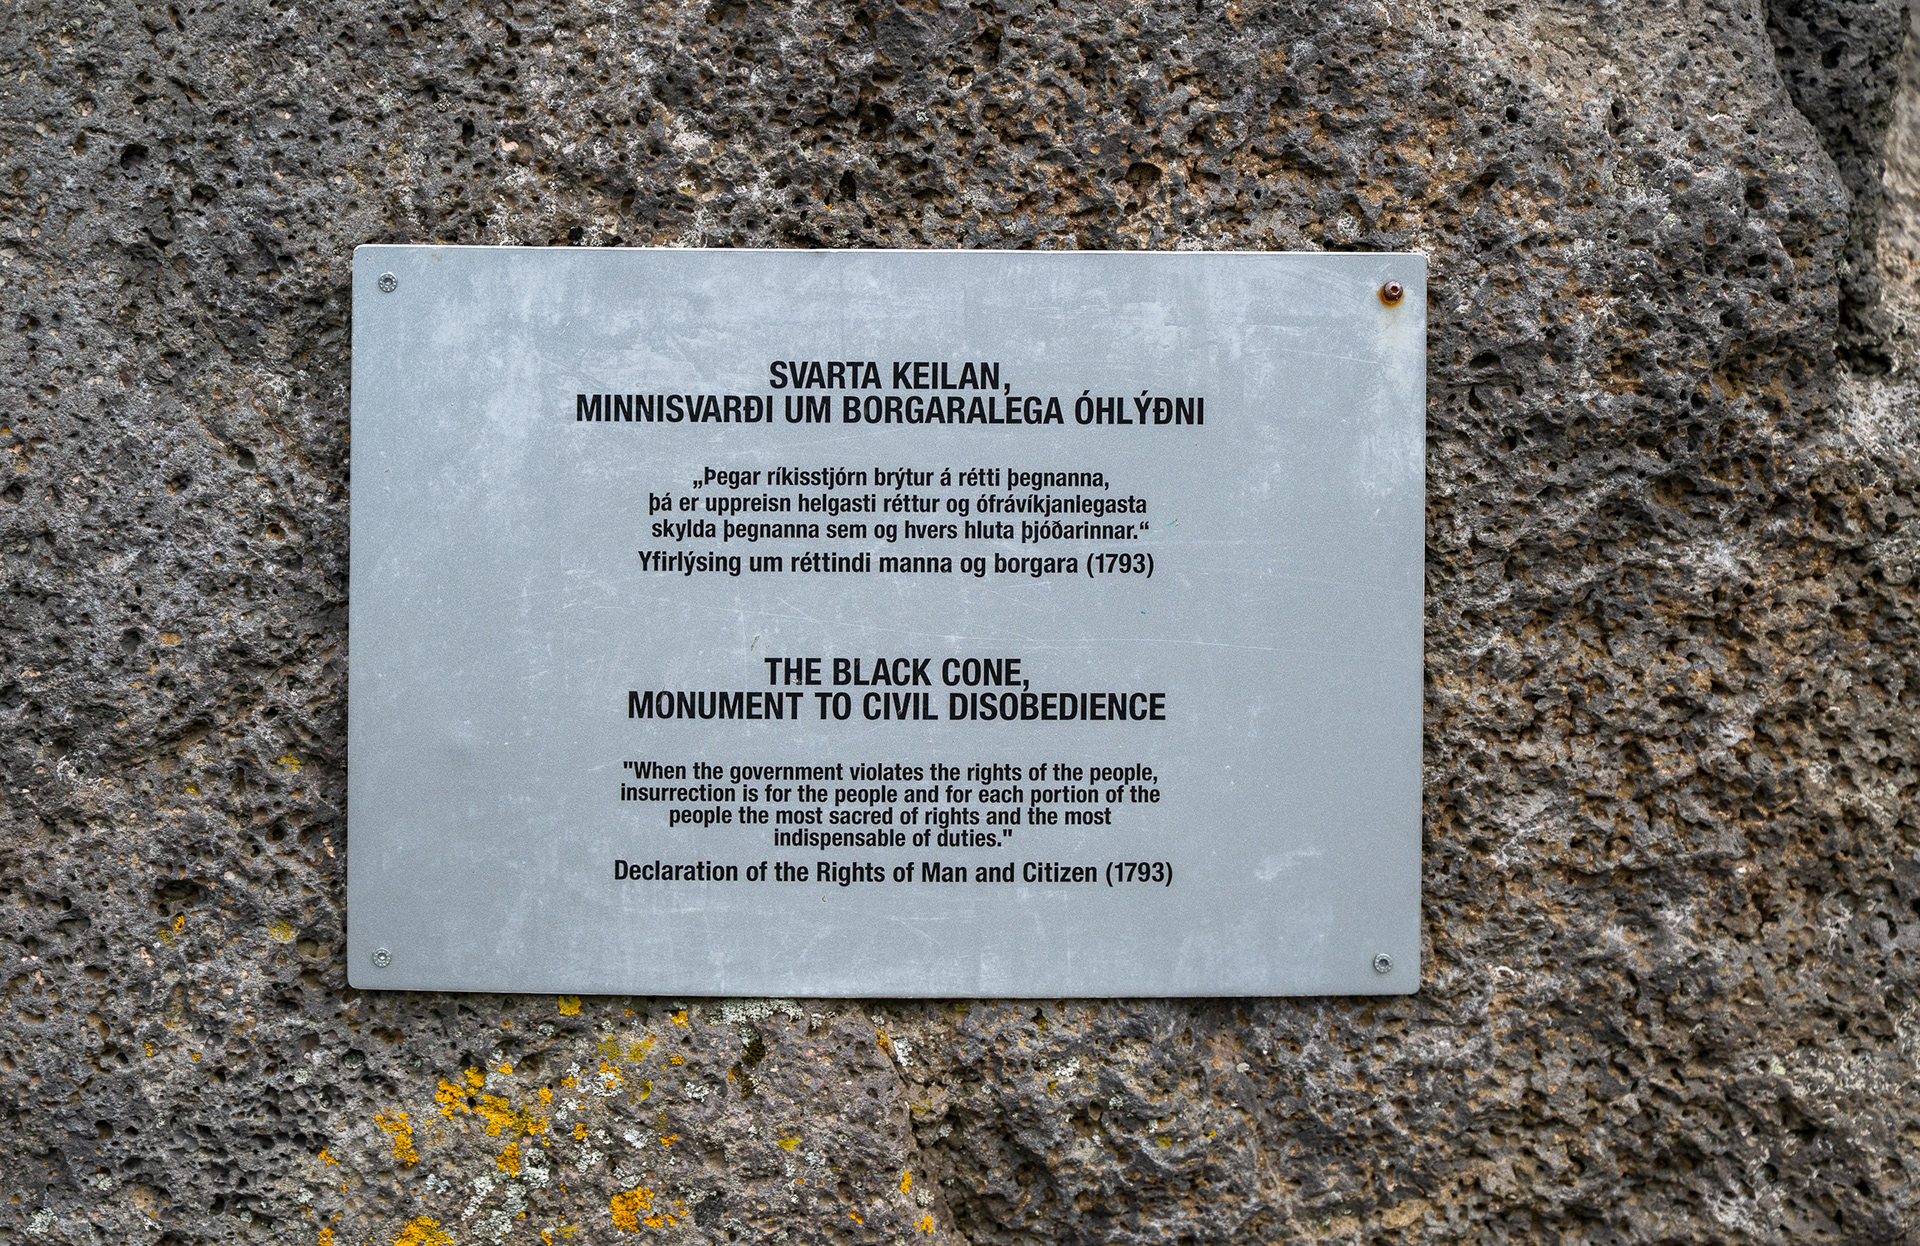 SVARTA KEILAN,
MINNISVARÐI UM BORGARALEGA ÓHLÝÐNI
„Þegar ríkisstjórn brýtur á rétti þegnanna,
þá er uppreisn helgasti réttur og ófrávíkjanlegasta
skylda þegnanna sem og hvers hluta þjóðarinnar.“
Yfirlýsing um réttindi manna og borgara (1793)
THE BLACK CONE,
MONUMENT TO CIVIL DISOBEDIENCE
"When the government violates the rights of the people,
insurrection is for the people and for each portion of the
people the most sacred of rights and the most
indispensable of duties."
Declaration of the Rights of Man and Citizen (1793)